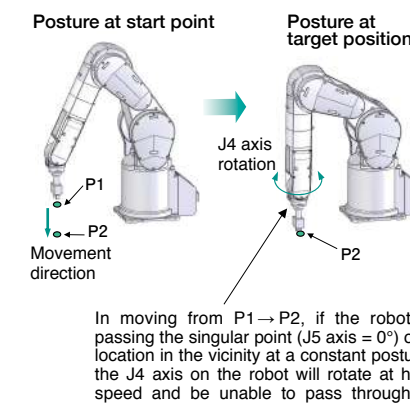 Posture at start point
Posture at
target position
J4 axis
rotation
P1
P2
Movement
direction
P2
In moving from P1→P2, if the robot
passing the singular point (J5 axis = 0°)
location in the vicinity at a constant
the J4 axis on the robot will rotate at
speed and be unable to pass through